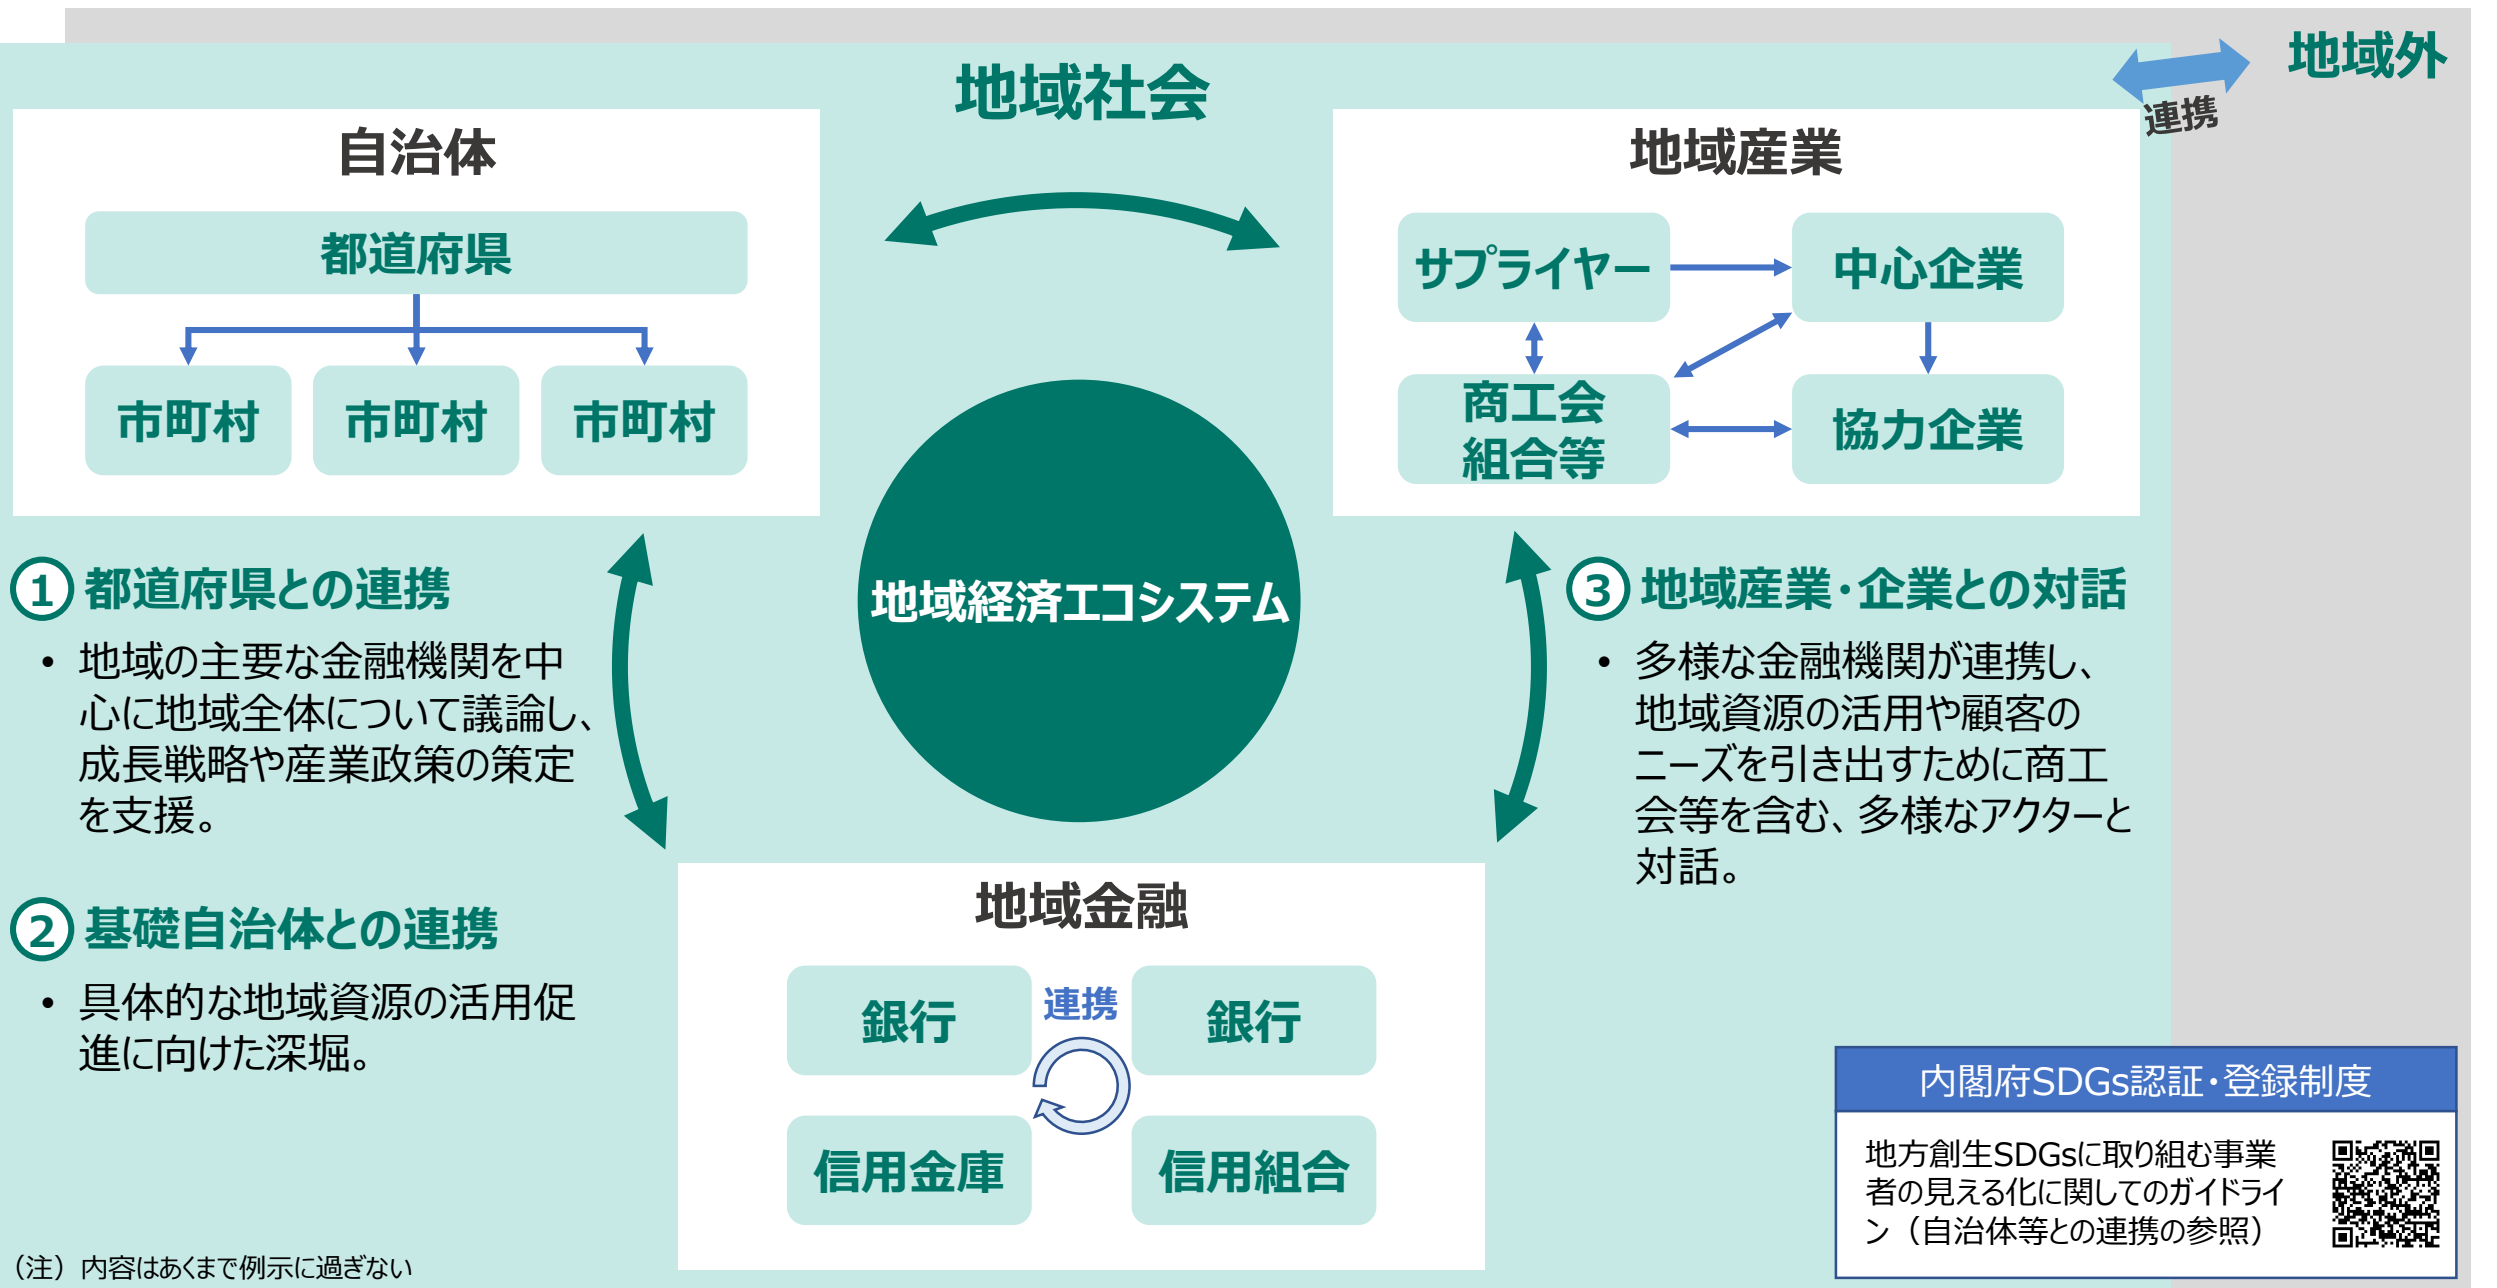 地域社会
地域外
連携
自治体
都道府県
市町村
市町村
市町村
地域産業
サプライヤー
中心企業
商工会
組合等
協力企業
地域経済エコシステム
① 都道府県との連携
• 地域の主要な金融機関を中
心に地域全体について議論し、
成長戦略や産業政策の策定
を支援。
② 基礎自治体との連携
• 具体的な地域資源の活用促
進に向けた深堀。
③ 地域産業・企業との対話
• 多様な金融機関が連携し、
地域資源の活用や顧客の
ニーズを引き出すために商工
会等を含む、多様なアクターと
対話。
地域金融
銀行
連携
銀行
信用金庫
信用組合
内閣府SDGs認証・登録制度
地方創生SDGsに取り組む事業
者の見える化に関してのガイドライ
ン（自治体等との連携の参照）
（注）内容はあくまで例示に過ぎない